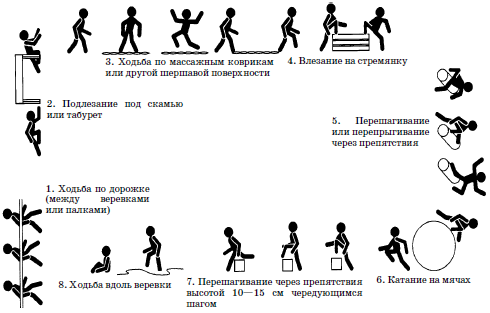 3. Ходьба по массажным коврикам
или другой шершавой поверхности
4. Влезание на стремянку
2. Подлезание под скамью
или табурет
5. Перешагивание
или перепрыгивание
через препятствия
1. Ходьба по дорожке
(между веревками
или палками)
8. Ходьба вдоль веревки
7. Перешагивание через препятствия
высотой 10—15 см чередующимся
шагом
6. Катание на мячах